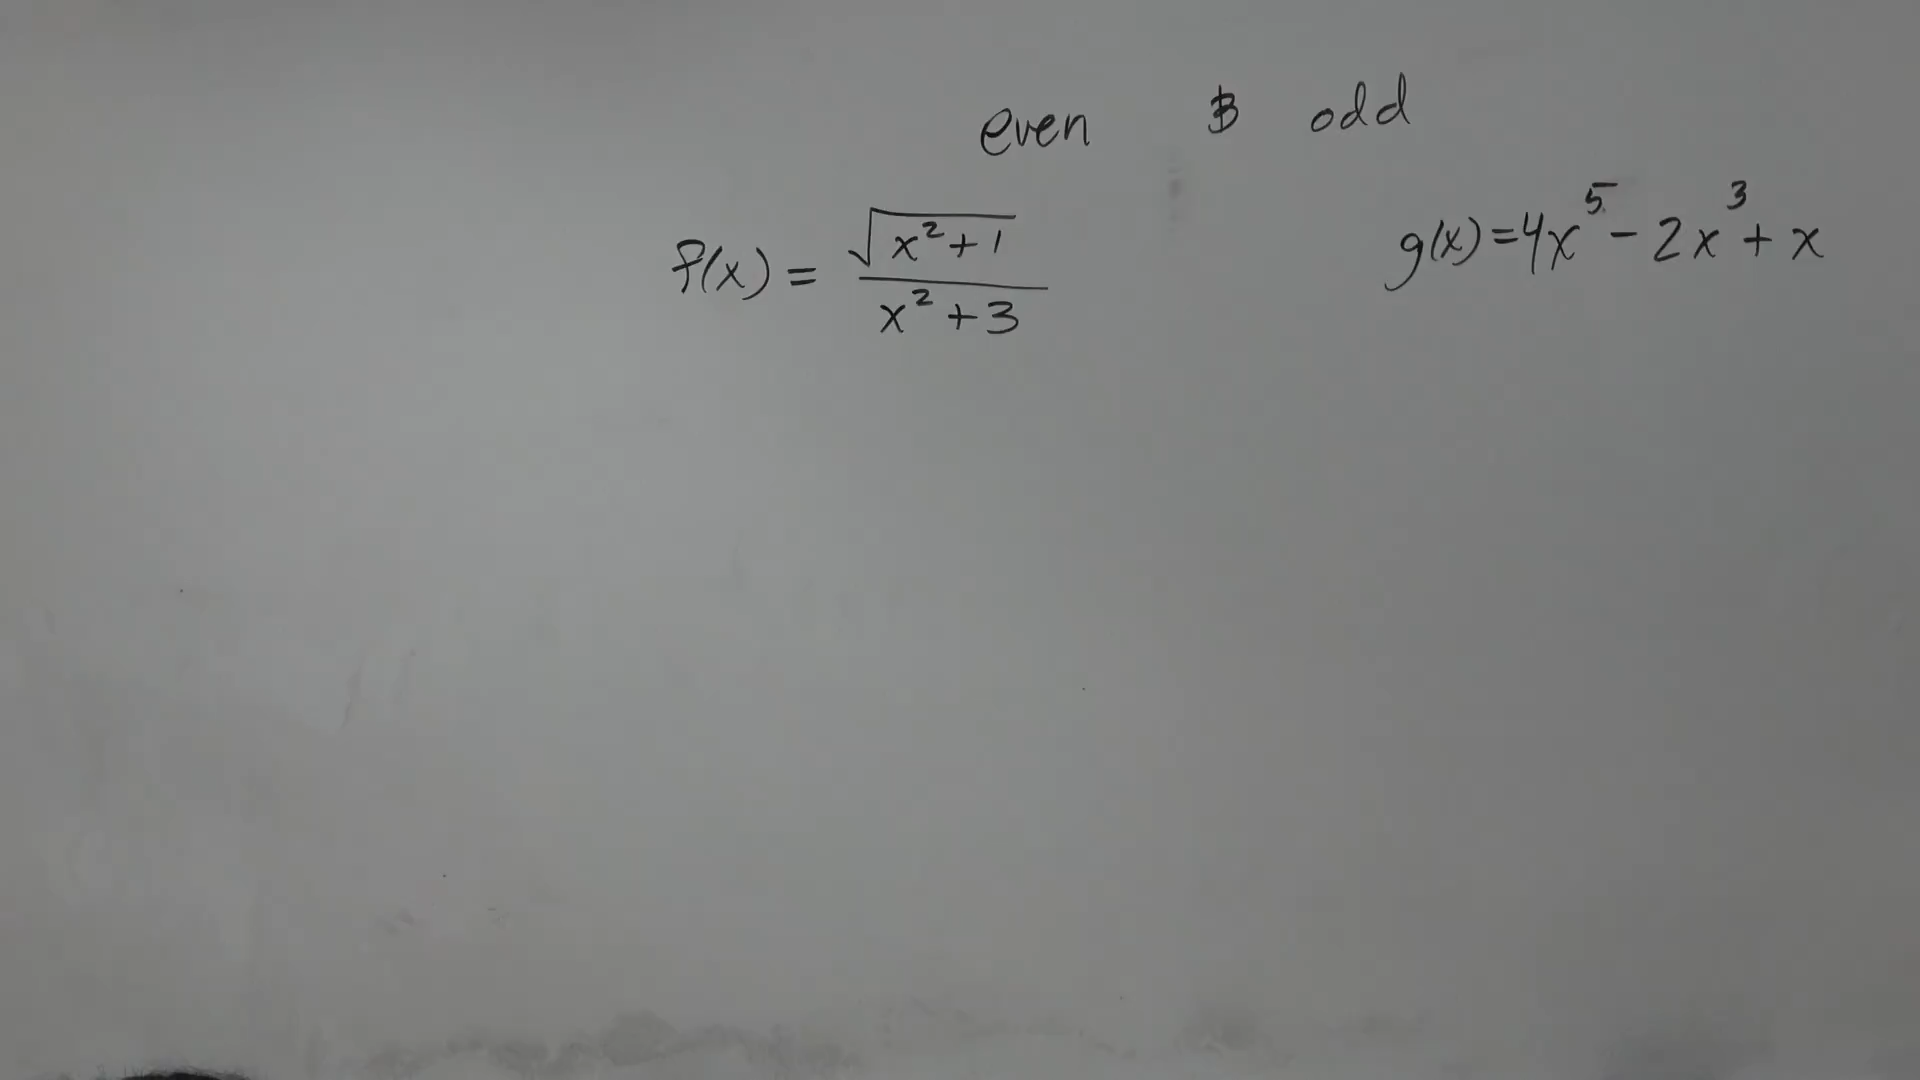 even & odd
f(x) = √(x²+1) / (x²+3)
g(x) = 4x⁵ - 2x³ + x